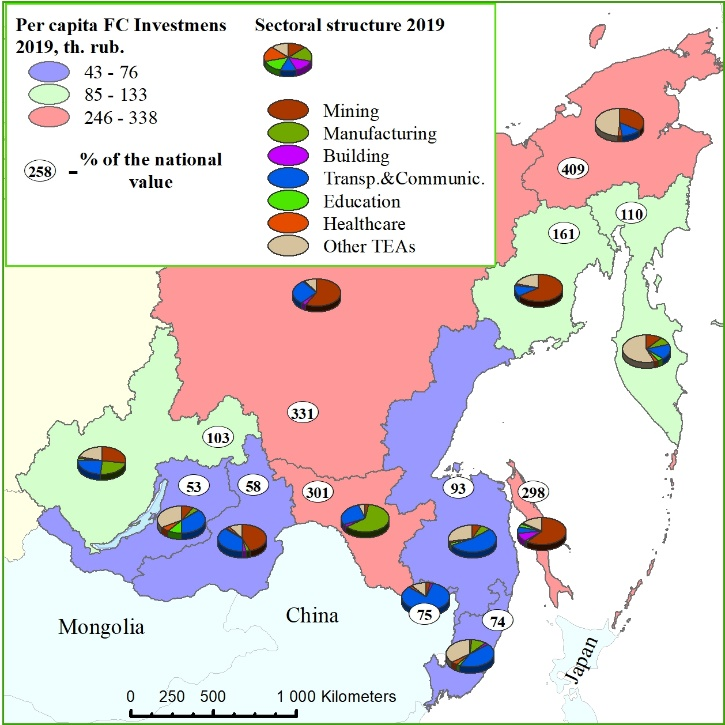 Per capita FC Investmens
2019, th. rub.
43 - 76
85 - 133
246 - 338
258 - % of the national
value
Sectoral structure 2019
Mining
Manufacturing
Building
Transp.&Communic.
Education
Healthcare
Other TEAs
409
110
161
331
103
53
58
301
93
298
75
74
Mongolia
China
Japan
0 250 500 1 000 Kilometers